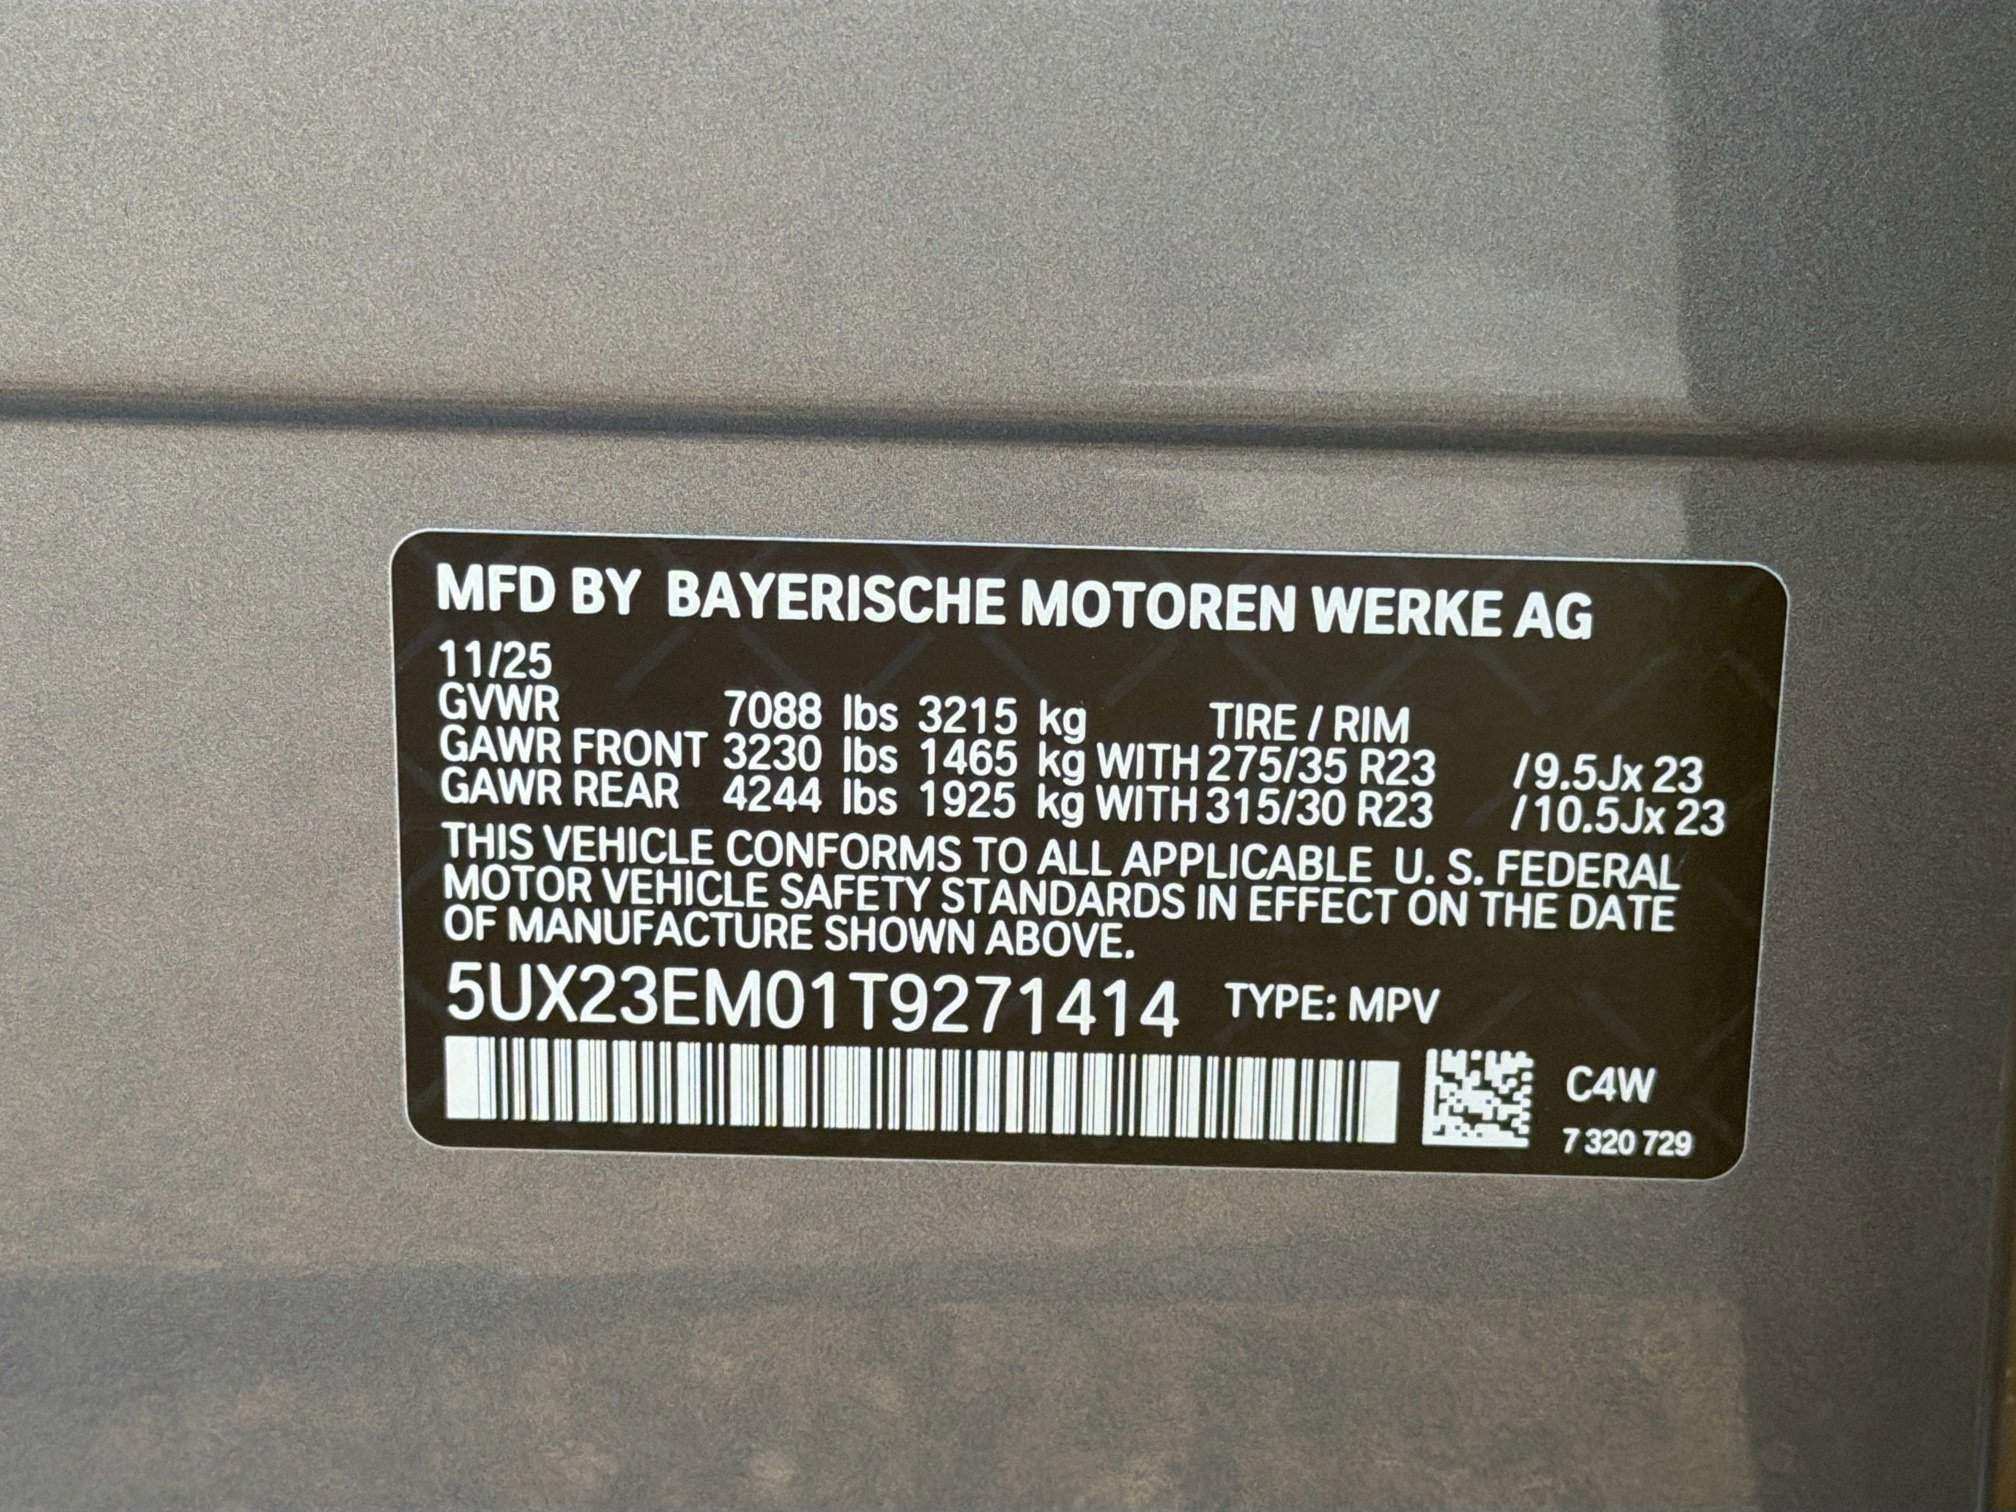 MFD BY BAYERISCHE MOTOREN WERKE AG
11/25
GVWR 7088 lbs 3215 kg TIRE / RIM
GAWR FRONT 3230 lbs 1465 kg WITH 275/35 R23 /9.5Jx 23
GAWR REAR 4244 lbs 1925 kg WITH 315/30 R23 /10.5Jx 23
THIS VEHICLE CONFORMS TO ALL APPLICABLE U. S. FEDERAL
MOTOR VEHICLE SAFETY STANDARDS IN EFFECT ON THE DATE
OF MANUFACTURE SHOWN ABOVE.
5UX23EM01T9271414 TYPE: MPV
C4W
7 320 729